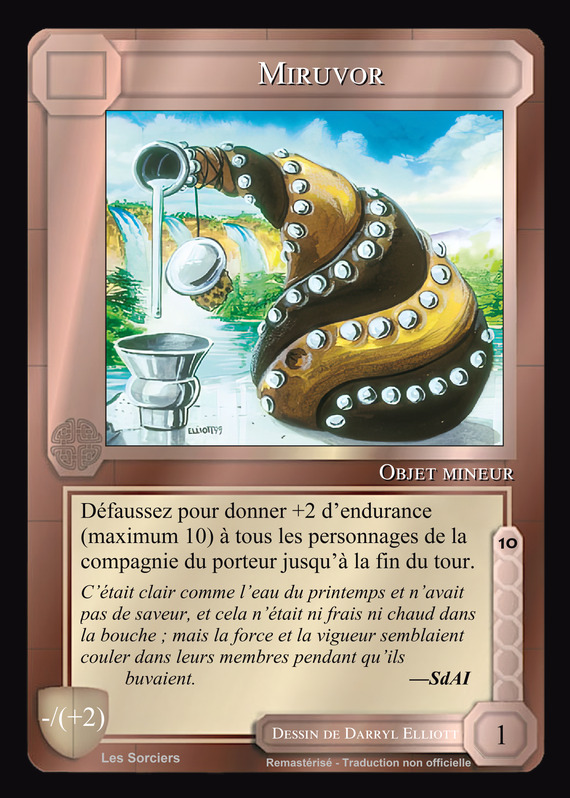 MIRUVOR
ELLIOTT99
OBJET MINEUR
Défaussez pour donner +2 d’endurance
(maximum 10) à tous les personnages de la
compagnie du porteur jusqu’à la fin du tour.
10
C’était clair comme l’eau du printemps et n’avait
pas de saveur, et cela n’était ni frais ni chaud dans
la bouche ; mais la force et la vigueur semblaient
couler dans leurs membres pendant qu’ils
buvaient. —SdAI
-/(+2)
DESSIN DE DARRYL ELLIOTT
1
Les Sorciers
Remastérisé - Traduction non officielle